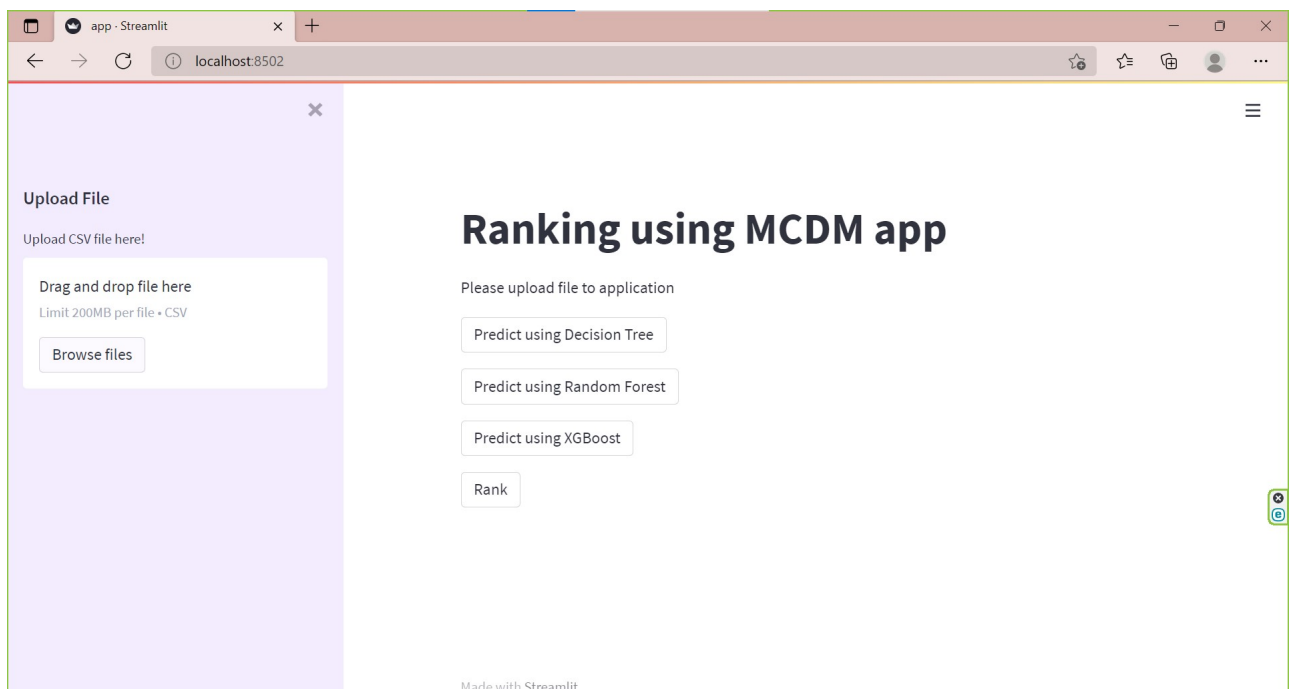 app · Streamlit
localhost:8502
Upload File
Upload CSV file here!
Drag and drop file here
Limit 200MB per file • CSV
Browse files
Ranking using MCDM app
Please upload file to application
Predict using Decision Tree
Predict using Random Forest
Predict using XGBoost
Rank
Made with Streamlit